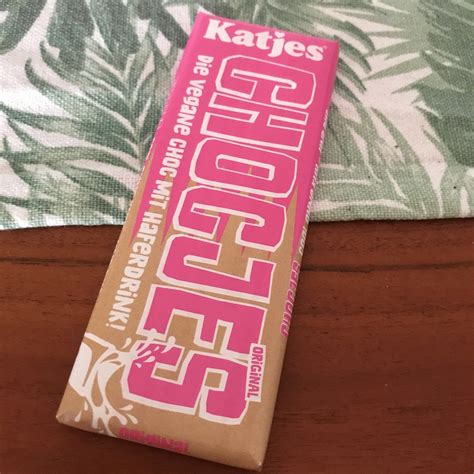 Katjes®
CHOCJES
Die vegane CHOC mit Haferdrink!
ORiGiNAL